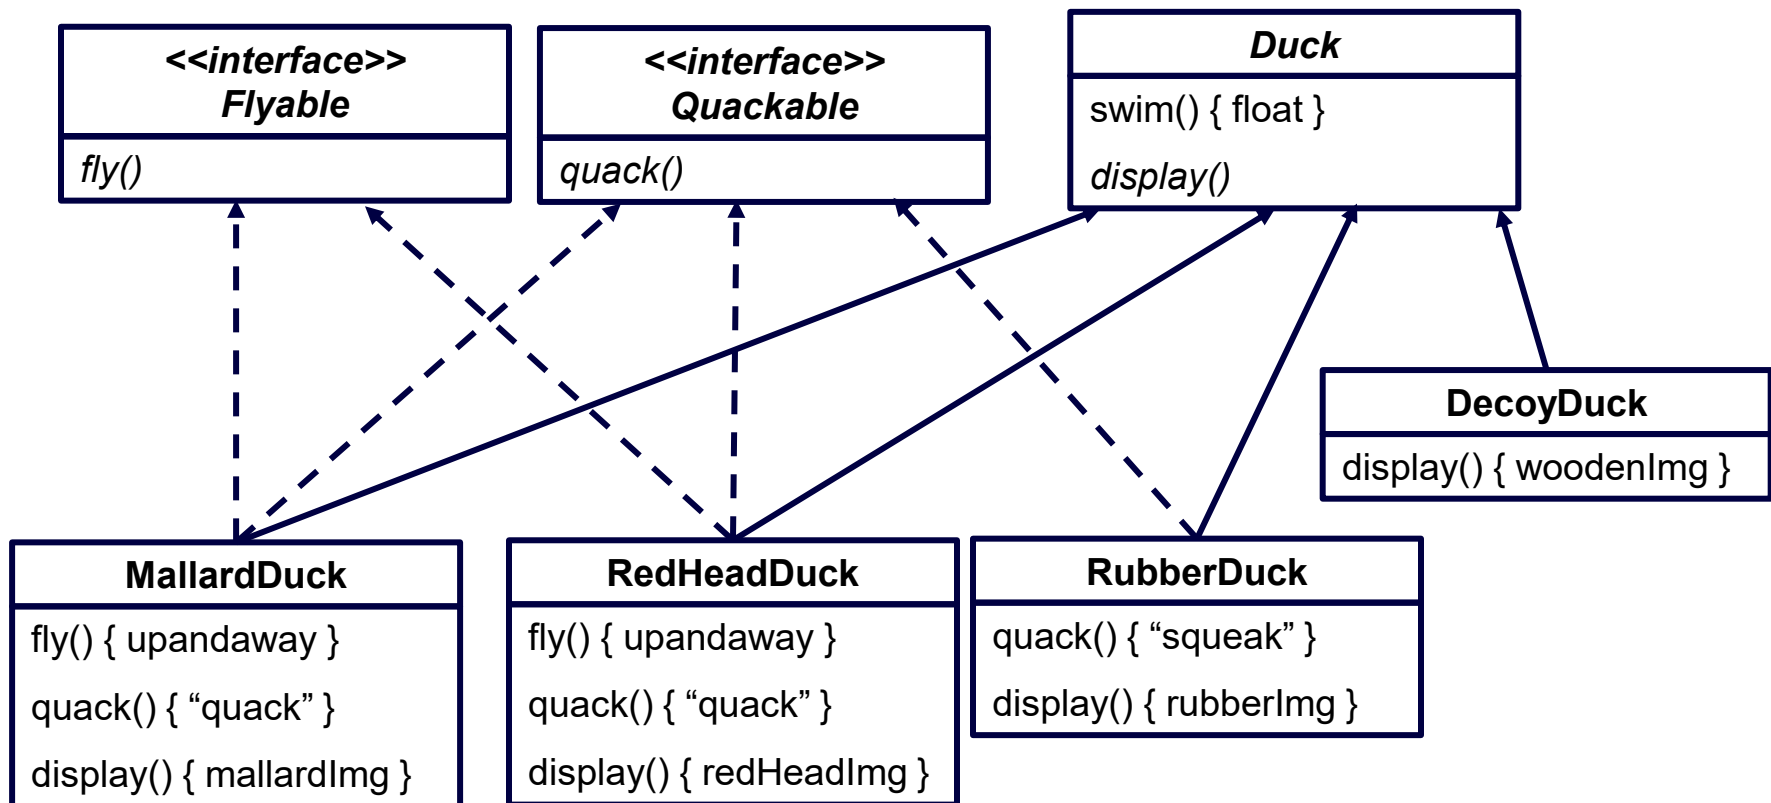 <<interface>>
Flyable
fly()
<<interface>>
Quackable
quack()
Duck
swim() { float }
display()
DecoyDuck
display() { woodenImg }
MallardDuck
fly() { upandaway }
quack() { “quack” }
display() { mallardImg }
RedHeadDuck
fly() { upandaway }
quack() { “quack” }
display() { redHeadImg }
RubberDuck
quack() { “squeak” }
display() { rubberImg }